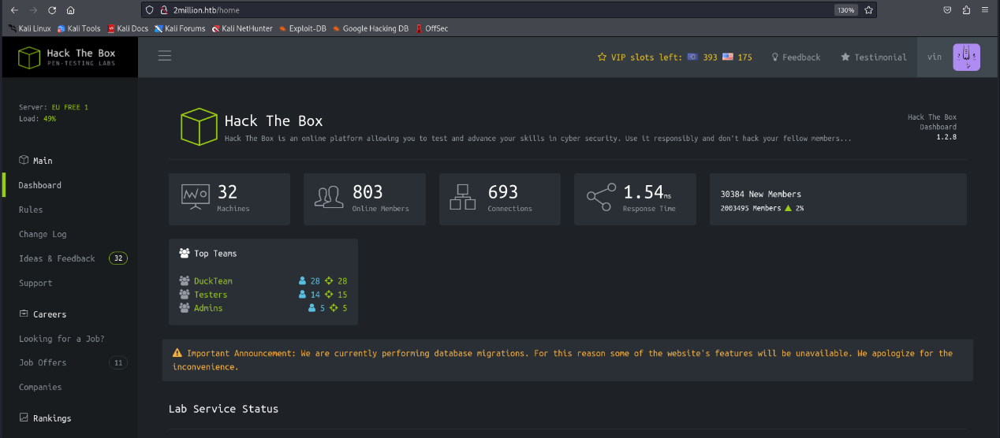 2million.htb/home
130%
Kali Linux Kali Tools Kali Docs Kali Forums Kali NetHunter Exploit-DB Google Hacking DB OffSec
Hack The Box
PEN-TESTING LABS
VIP slots left: 393 175 Feedback Testimonial vin
Server: EU FREE 1
Load: 49%
Main
Dashboard
Rules
Change Log
Ideas & Feedback 32
Support
Careers
Looking for a Job?
Job Offers 11
Companies
Rankings
Hack The Box
Hack The Box is an online platform allowing you to test and advance your skills in cyber security. Use it responsibly and don't hack your fellow members...
Hack The Box
Dashboard
1.2.8
32
Machines
803
Online Members
693
Connections
1.54ms
Response Time
30384 New Members
2003495 Members 2%
Top Teams
DuckTeam 28 28
Testers 14 15
Admins 5 5
Important Announcement: We are currently performing database migrations. For this reason some of the website's features will be unavailable. We apologize for the
inconvenience.
Lab Service Status